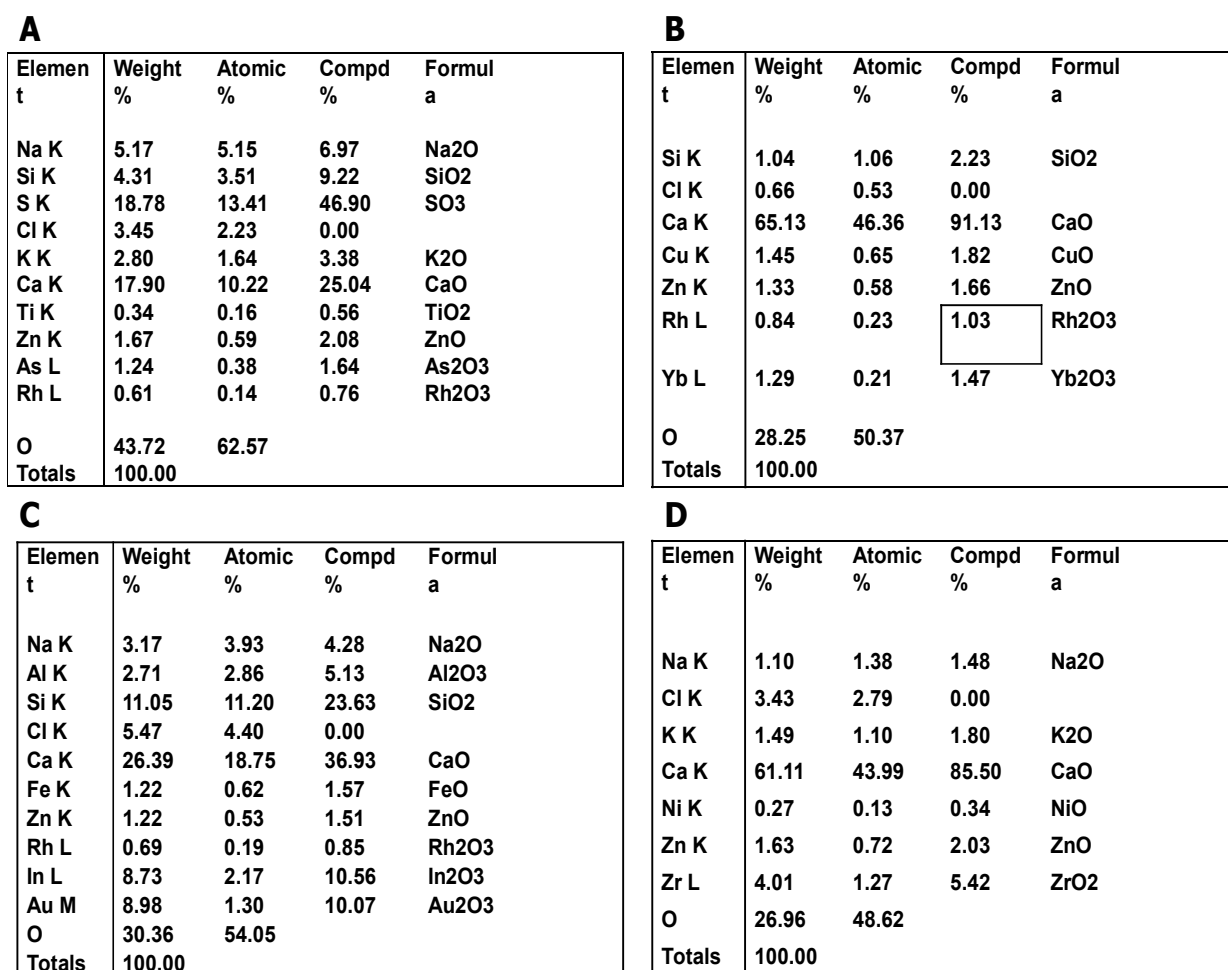 A
Elemen Weight Atomic Compd Formul
t % % % a
Na K 5.17 5.15 6.97 Na2O
Si K 4.31 3.51 9.22 SiO2
S K 18.78 13.41 46.90 SO3
Cl K 3.45 2.23 0.00
K K 2.80 1.64 3.38 K2O
Ca K 17.90 10.22 25.04 CaO
Ti K 0.34 0.16 0.56 TiO2
Zn K 1.67 0.59 2.08 ZnO
As L 1.24 0.38 1.64 As2O3
Rh L 0.61 0.14 0.76 Rh2O3
O 43.72 62.57
Totals 100.00
B
Elemen Weight Atomic Compd Formul
t % % % a
Si K 1.04 1.06 2.23 SiO2
Cl K 0.66 0.53 0.00
Ca K 65.13 46.36 91.13 CaO
Cu K 1.45 0.65 1.82 CuO
Zn K 1.33 0.58 1.66 ZnO
Rh L 0.84 0.23 1.03 Rh2O3
Yb L 1.29 0.21 1.47 Yb2O3
O 28.25 50.37
Totals 100.00
C
Elemen Weight Atomic Compd Formul
t % % % a
Na K 3.17 3.93 4.28 Na2O
Al K 2.71 2.86 5.13 Al2O3
Si K 11.05 11.20 23.63 SiO2
Cl K 5.47 4.40 0.00
Ca K 26.39 18.75 36.93 CaO
Fe K 1.22 0.62 1.57 FeO
Zn K 1.22 0.53 1.51 ZnO
Rh L 0.69 0.19 0.85 Rh2O3
In L 8.73 2.17 10.56 In2O3
Au M 8.98 1.30 10.07 Au2O3
O 30.36 54.05
Totals 100.00
D
Elemen Weight Atomic Compd Formul
t % % % a
Na K 1.10 1.38 1.48 Na2O
Cl K 3.43 2.79 0.00
K K 1.49 1.10 1.80 K2O
Ca K 61.11 43.99 85.50 CaO
Ni K 0.27 0.13 0.34 NiO
Zn K 1.63 0.72 2.03 ZnO
Zr L 4.01 1.27 5.42 ZrO2
O 26.96 48.62
Totals 100.00